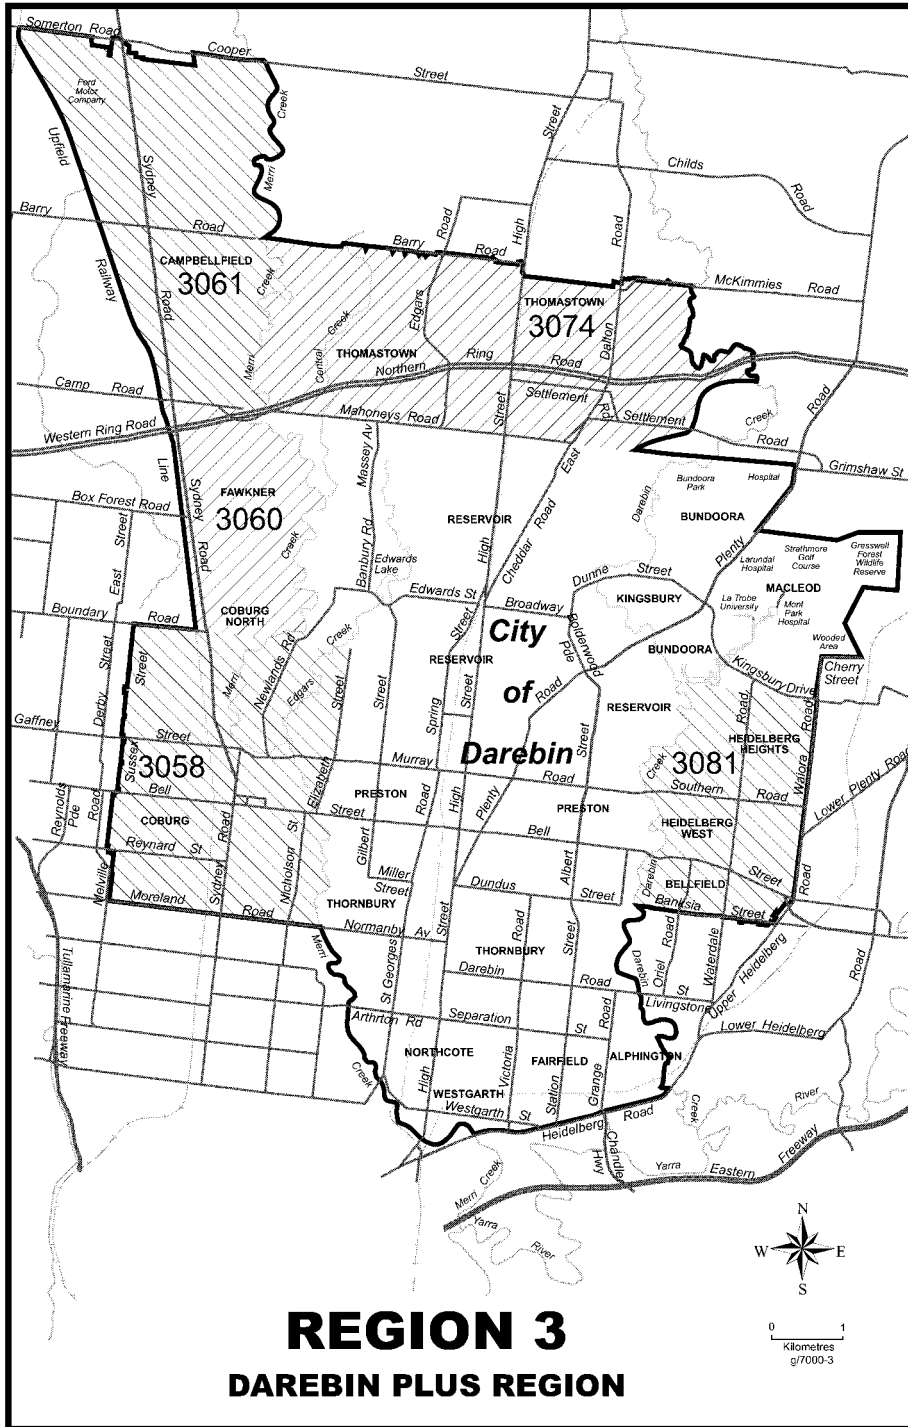 Somerton Road
Cooper
Street
Ford
Motor
Company
Creek
Merri
Upfield
Sydney
Street
Childs
Road
Barry
Road
Barry
Road
Road
High
Road
CAMPBELLFIELD
3061
Creek
Railway
Road
McKimmies Road
THOMASTOWN
3074
Edgars
Dalton
Creek
Central
Merri
THOMASTOWN
Northern
Ring
Road
Camp Road
Mahoneys Road
Settlement
Rd
Settlement
Road
Creek
Road
Street
Western Ring Road
Massey Av
East
Grimshaw St
Line
Sydney
Road
FAWKNER
3060
Box Forest Road
Street
East
Creek
Banbury Rd
Edwards
Lake
RESERVOIR
High
Cheddar Road
Darebin
Bundoora
Park
Hospital
BUNDOORA
Plenty
Larundal
Hospital
Strathmore
Golf
Course
Gresswell
Forest
Wildlife
Reserve
MACLEOD
Dunne
Street
KINGSBURY
La Trobe
University
Mont
Park
Hospital
Wooded
Area
Boundary
Road
COBURG
NORTH
Edwards St
Broadway
City
of
Darebin
Bolderwood
Pde
BUNDOORA
Kingsbury Drive
Cherry
Street
Street
Derby
Street
Newlands Rd
Creek
Merri
Edgars
Street
Street
RESERVOIR
Street
Street
Spring
Road
RESERVOIR
Road
Gaffney
Street
Sussex
3058
Bell
Elizabeth
Murray
Road
Street
Creek
3081
Southern
Road
HEIDELBERG
HEIGHTS
Road
Waiora
Lower Plenty Road
Reynolds
Pde
Road
COBURG
Reynard St
Road
St
Street
PRESTON
Gilbert
Road
High
Plenty
PRESTON
Bell
HEIDELBERG
WEST
Street
Melville
Moreland
Road
Sydney
Nicholson
Miller
Street
THORNBURY
Dundus
Street
Albert
Darebin
BELLFIELD
Banksia
Street
Road
Normanby Av
Street
Road
THORNBURY
Street
Merri
St Georges
Darebin
Road
Darebin
Oriel
Road
Waterdale
Livingstone
St
Upper Heidelberg
Road
Tullamarine Freeway
Arthrton Rd
Separation
St
Road
Lower Heidelberg
NORTHCOTE
Victoria
FAIRFIELD
ALPHINGTON
Creek
High
WESTGARTH
Westgarth St
Station
Grange
Heidelberg
Road
Creek
River
Chandler
Hwy
Merri Creek
Yarra
Eastern
Freeway
Yarra
River
N
W E
S
0 1
Kilometres
g/7000-3
REGION 3
DAREBIN PLUS REGION